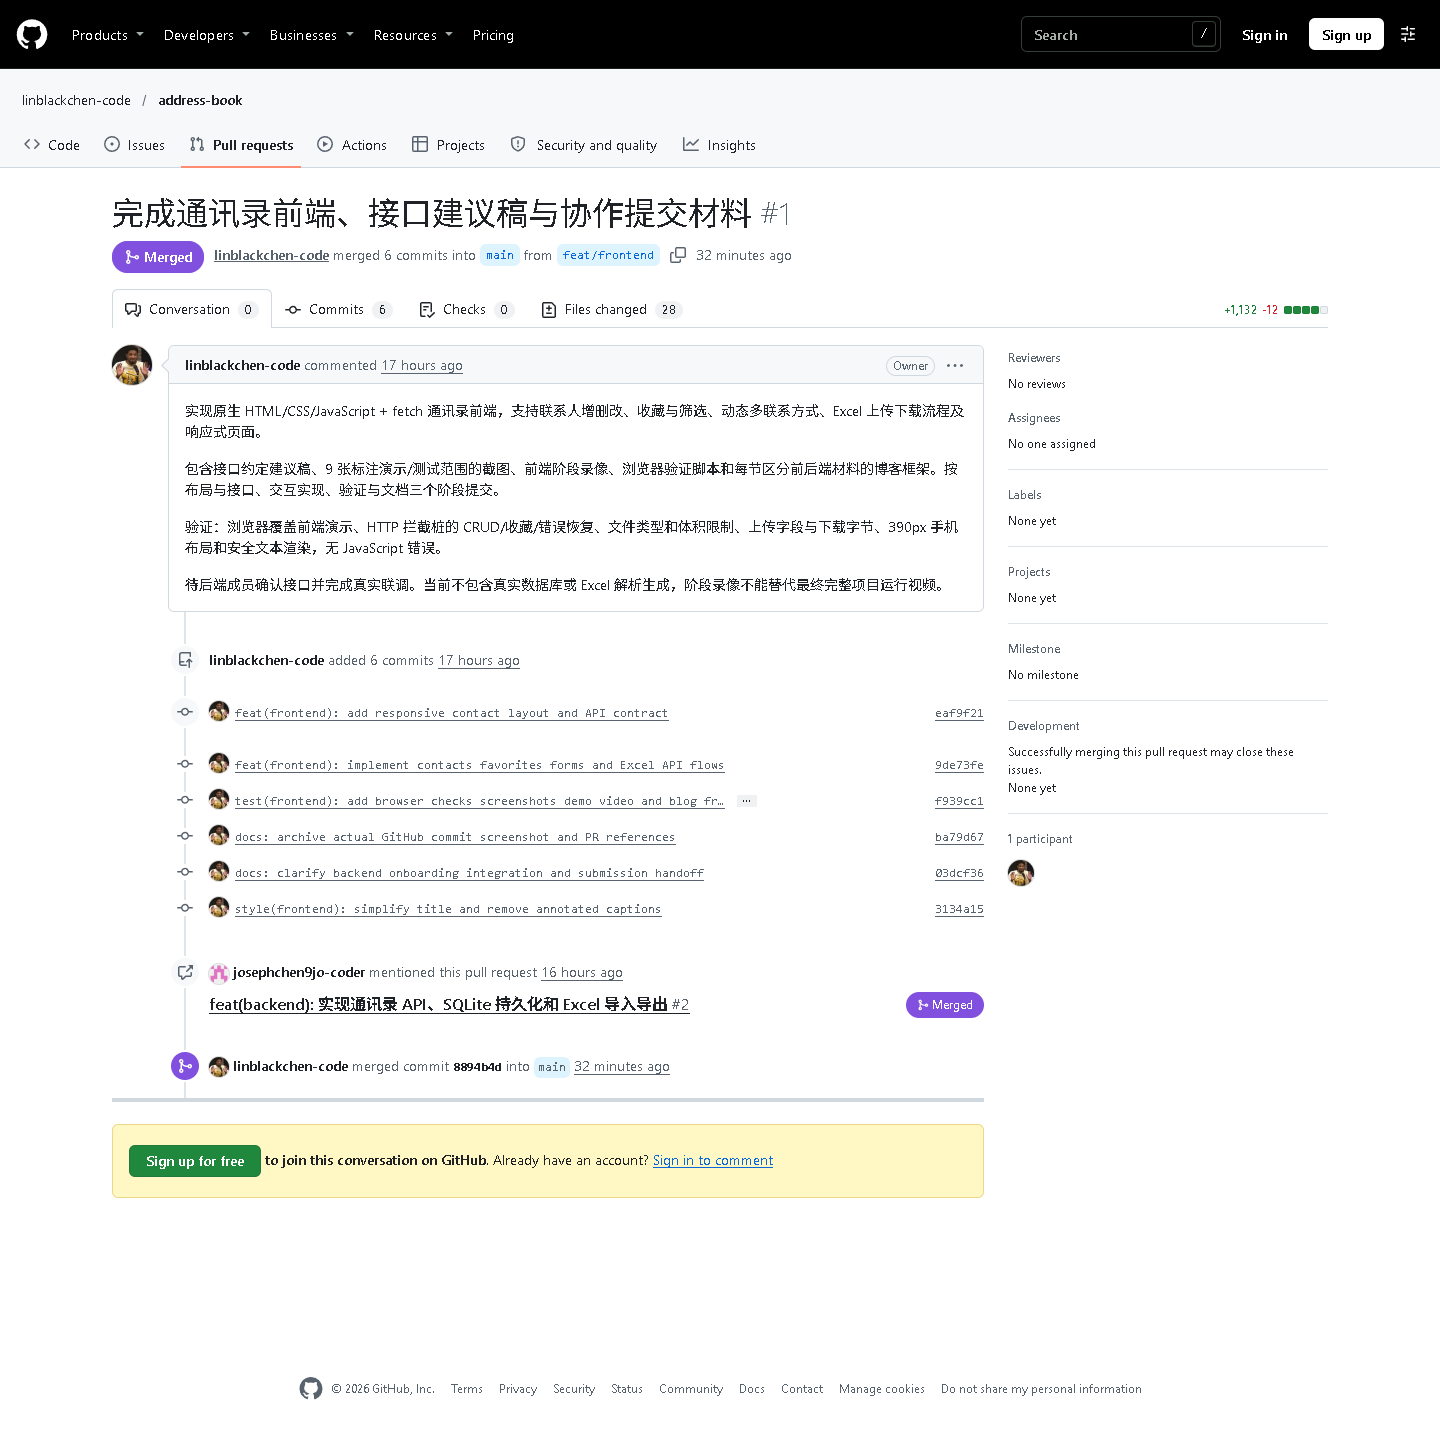 Products Developers Businesses Resources Pricing Search / Sign in Sign up
linblackchen-code / address-book
Code Issues Pull requests Actions Projects Security and quality Insights
完成通讯录前端、接口建议稿与协作提交材料 #1
Merged linblackchen-code merged 6 commits into main from feat/frontend 32 minutes ago
Conversation 0 Commits 6 Checks 0 Files changed 28 +1,132 -12
linblackchen-code commented 17 hours ago Owner
实现原生 HTML/CSS/JavaScript + fetch 通讯录前端，支持联系人增删改、收藏与筛选、动态多联系方式、Excel 上传下载流程及
响应式页面。
包含接口约定建议稿、9 张标注演示/测试范围的截图、前端阶段录像、浏览器验证脚本和每节区分前后端材料的博客框架。按
布局与接口、交互实现、验证与文档三个阶段提交。
验证：浏览器覆盖前端演示、HTTP 拦截桩的 CRUD/收藏/错误恢复、文件类型和体积限制、上传字段与下载字节、390px 手机
布局和安全文本渲染，无 JavaScript 错误。
待后端成员确认接口并完成真实联调。当前不包含真实数据库或 Excel 解析生成，阶段录像不能替代最终完整项目运行视频。
linblackchen-code added 6 commits 17 hours ago
feat(frontend): add responsive contact layout and API contract eaf9f21
feat(frontend): implement contacts favorites forms and Excel API flows 9de73fe
test(frontend): add browser checks screenshots demo video and blog fr… … f939cc1
docs: archive actual GitHub commit screenshot and PR references ba79d67
docs: clarify backend onboarding integration and submission handoff 03dcf36
style(frontend): simplify title and remove annotated captions 3134a15
josephchen9jo-coder mentioned this pull request 16 hours ago
feat(backend): 实现通讯录 API、SQLite 持久化和 Excel 导入导出 #2 Merged
linblackchen-code merged commit 8894b4d into main 32 minutes ago
Sign up for free to join this conversation on GitHub. Already have an account? Sign in to comment
Reviewers
No reviews
Assignees
No one assigned
Labels
None yet
Projects
None yet
Milestone
No milestone
Development
Successfully merging this pull request may close these
issues.
None yet
1 participant
© 2026 GitHub, Inc. Terms Privacy Security Status Community Docs Contact Manage cookies Do not share my personal information